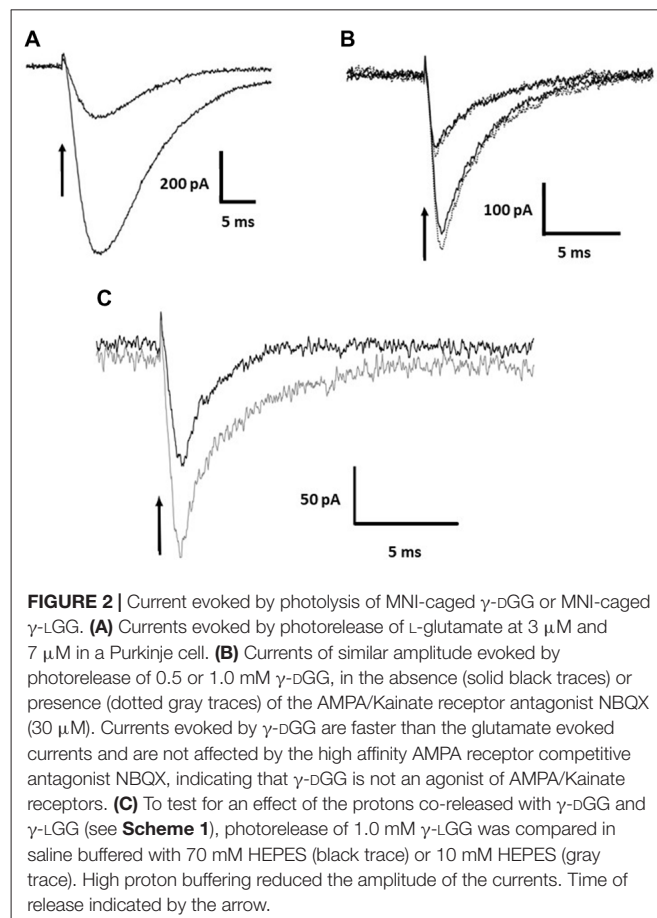 A
B
200 pA
5 ms
100 pA
5 ms
C
50 pA
5 ms
FIGURE 2 | Current evoked by photolysis of MNI-caged γ-DGG or MNI-caged
γ-LGG. (A) Currents evoked by photorelease of L-glutamate at 3 μM and
7 μM in a Purkinje cell. (B) Currents of similar amplitude evoked by
photorelease of 0.5 or 1.0 mM γ-DGG, in the absence (solid black traces) or
presence (dotted gray traces) of the AMPA/Kainate receptor antagonist NBQX
(30 μM). Currents evoked by γ-DGG are faster than the glutamate evoked
currents and are not affected by the high affinity AMPA receptor competitive
antagonist NBQX, indicating that γ-DGG is not an agonist of AMPA/Kainate
receptors. (C) To test for an effect of the protons co-released with γ-DGG and
γ-LGG (see Scheme 1), photorelease of 1.0 mM γ-LGG was compared in
saline buffered with 70 mM HEPES (black trace) or 10 mM HEPES (gray
trace). High proton buffering reduced the amplitude of the currents. Time of
release indicated by the arrow.